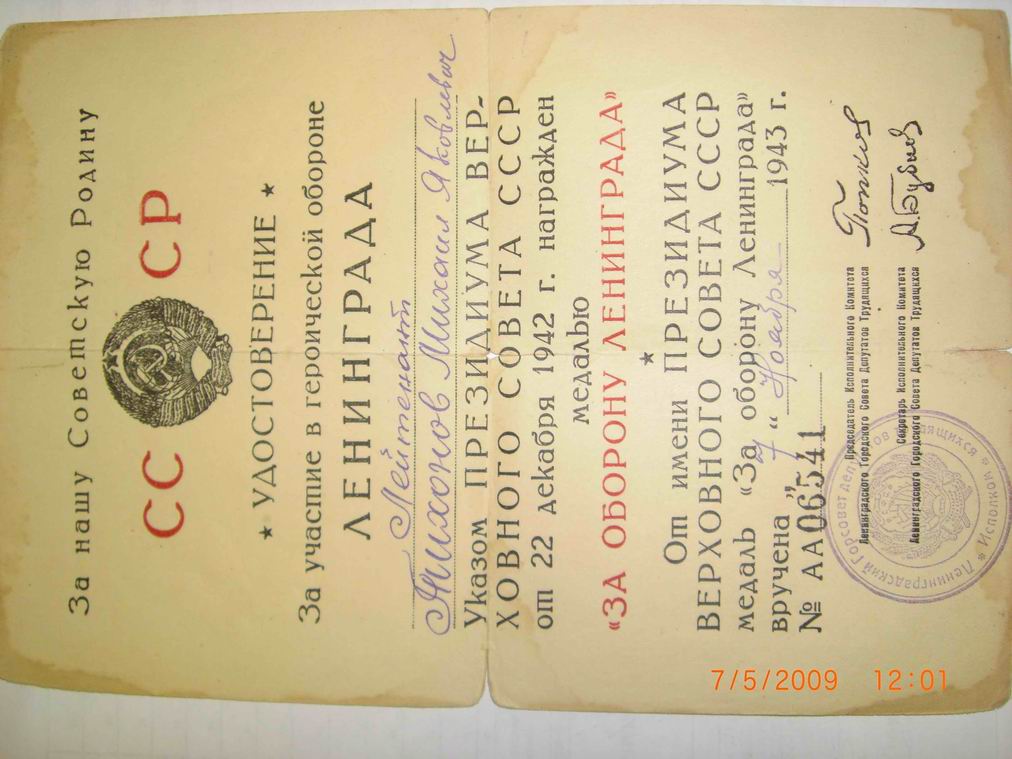 За нашу Советскую Родину
СС СР
★ УДОСТОВЕРЕНИЕ ★
За участие в героической обороне
ЛЕНИНГРАДА
Лейтенант
Михаил Яковлевич
Указом ПРЕЗИДИУМА ВЕР-
ХОВНОГО СОВЕТА СССР
от 22 декабря 1942 г. награжден
медалью
«ЗА ОБОРОНУ ЛЕНИНГРАДА»
★
От имени ПРЕЗИДИУМА
ВЕРХОВНОГО СОВЕТА СССР
медаль «За оборону Ленинграда»
вручена „7“ Ноября 1943 г.
№ АА06541
Председатель Исполнительного Комитета
Ленинградского Городского Совета Депутатов Трудящихся
Попков
Секретарь Исполнительного Комитета
Ленинградского Городского Совета Депутатов Трудящихся
А.Бубнов
★ Исполком ★ Ленинградский Горсовет депутатов трудящихся
7/5/2009 12:01